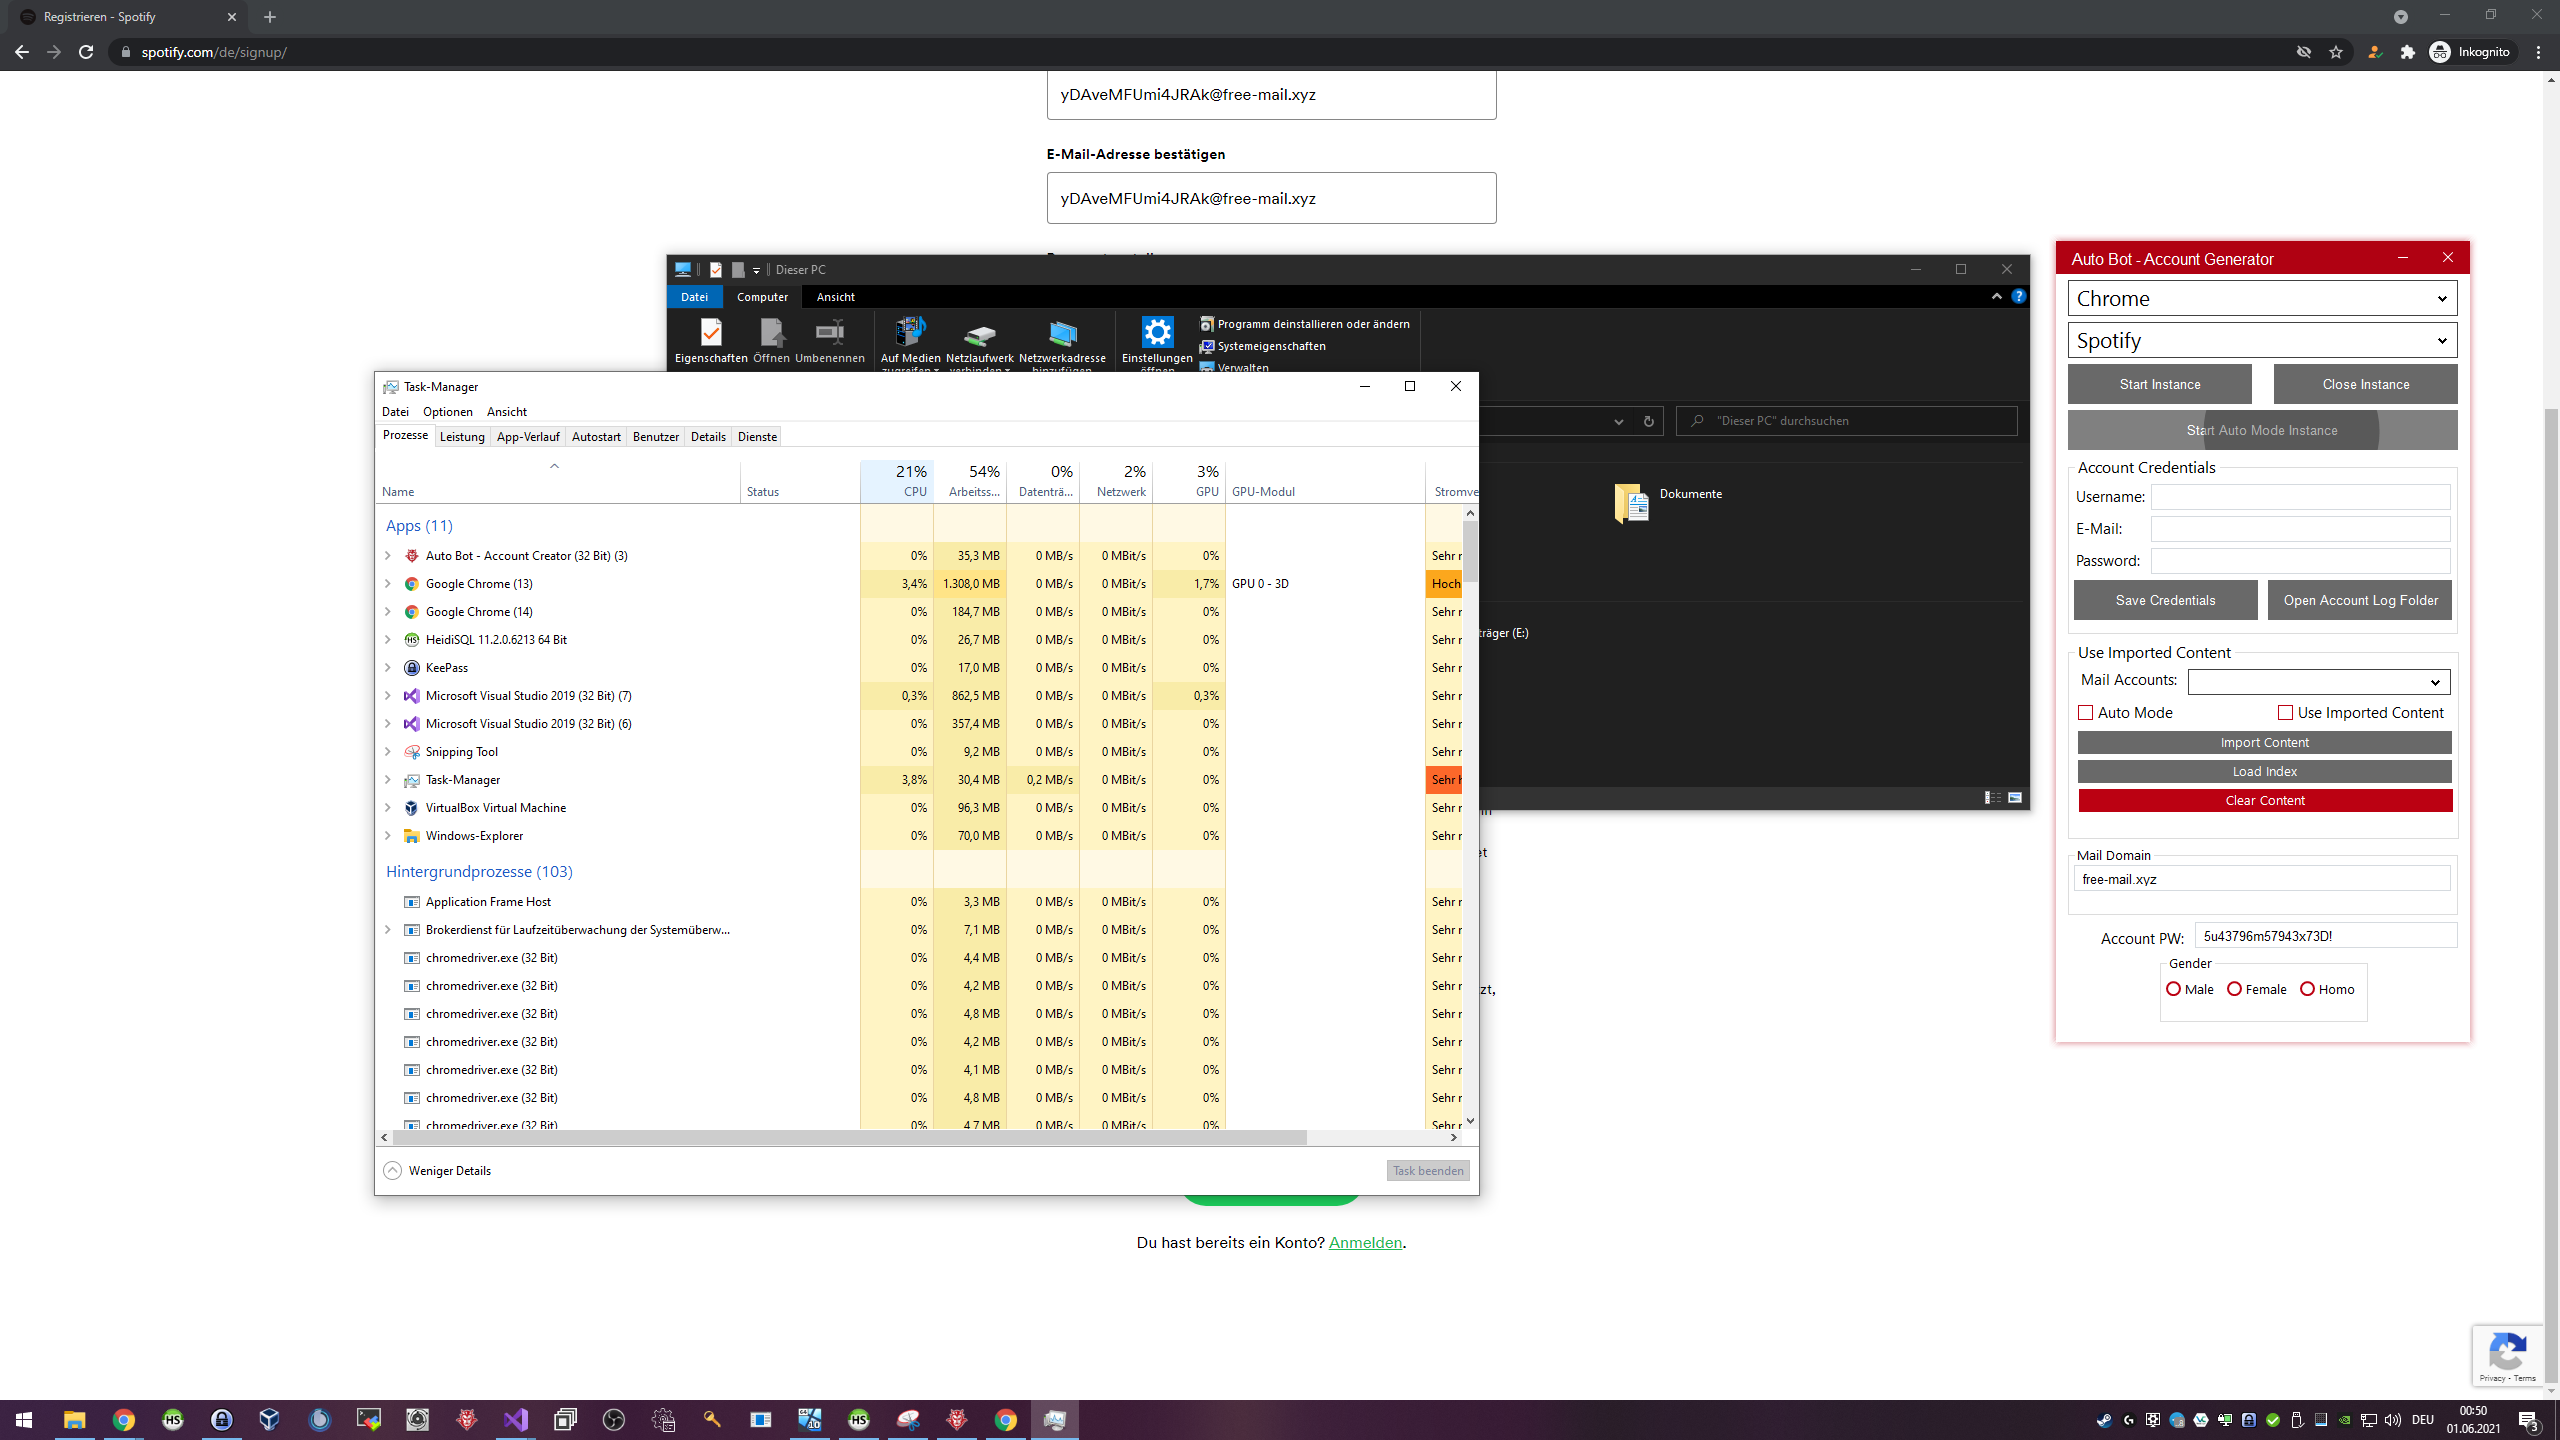 Registrieren - Spotify
spotify.com/de/signup/
Inkognito
yDAveMFUmi4JRAk@free-mail.xyz
E-Mail-Adresse bestätigen
yDAveMFUmi4JRAk@free-mail.xyz
Dieser PC
Datei Computer Ansicht
Eigenschaften Öffnen Umbenennen
Auf Medien Netzlaufwerk Netzwerkadresse
zugreifen verbinden hinzufügen
Einstellungen
öffnen
Programm deinstallieren oder ändern
Systemeigenschaften
Verwalten
"Dieser PC" durchsuchen
Dokumente
träger (E:)
Task-Manager
Datei Optionen Ansicht
Prozesse Leistung App-Verlauf Autostart Benutzer Details Dienste
21% 54% 0% 2% 3%
Name Status CPU Arbeitss... Datenträ... Netzwerk GPU GPU-Modul Stromve
Apps (11)
Auto Bot - Account Creator (32 Bit) (3) 0% 35,3 MB 0 MB/s 0 MBit/s 0% Sehr r
Google Chrome (13) 3,4% 1.308,0 MB 0 MB/s 0 MBit/s 1,7% GPU 0 - 3D Hoch
Google Chrome (14) 0% 184,7 MB 0 MB/s 0 MBit/s 0% Sehr r
HeidiSQL 11.2.0.6213 64 Bit 0% 26,7 MB 0 MB/s 0 MBit/s 0% Sehr r
KeePass 0% 17,0 MB 0 MB/s 0 MBit/s 0% Sehr r
Microsoft Visual Studio 2019 (32 Bit) (7) 0,3% 862,5 MB 0 MB/s 0 MBit/s 0,3% Sehr r
Microsoft Visual Studio 2019 (32 Bit) (6) 0% 357,4 MB 0 MB/s 0 MBit/s 0% Sehr r
Snipping Tool 0% 9,2 MB 0 MB/s 0 MBit/s 0% Sehr r
Task-Manager 3,8% 30,4 MB 0,2 MB/s 0 MBit/s 0% Sehr h
VirtualBox Virtual Machine 0% 96,3 MB 0 MB/s 0 MBit/s 0% Sehr r
Windows-Explorer 0% 70,0 MB 0 MB/s 0 MBit/s 0% Sehr r
Hintergrundprozesse (103)
Application Frame Host 0% 3,3 MB 0 MB/s 0 MBit/s 0% Sehr r
Brokerdienst für Laufzeitüberwachung der Systemüberw... 0% 7,1 MB 0 MB/s 0 MBit/s 0% Sehr r
chromedriver.exe (32 Bit) 0% 4,4 MB 0 MB/s 0 MBit/s 0% Sehr r
chromedriver.exe (32 Bit) 0% 4,2 MB 0 MB/s 0 MBit/s 0% Sehr r
chromedriver.exe (32 Bit) 0% 4,8 MB 0 MB/s 0 MBit/s 0% Sehr r
chromedriver.exe (32 Bit) 0% 4,2 MB 0 MB/s 0 MBit/s 0% Sehr r
chromedriver.exe (32 Bit) 0% 4,1 MB 0 MB/s 0 MBit/s 0% Sehr r
chromedriver.exe (32 Bit) 0% 4,8 MB 0 MB/s 0 MBit/s 0% Sehr r
chromedriver.exe (32 Bit) 0% 4,7 MB 0 MB/s 0 MBit/s 0% Sehr r
Weniger Details
Task beenden
in
et
zt,
Du hast bereits ein Konto? Anmelden.
Auto Bot - Account Generator
Chrome
Spotify
Start Instance Close Instance
Start Auto Mode Instance
Account Credentials
Username:
E-Mail:
Password:
Save Credentials Open Account Log Folder
Use Imported Content
Mail Accounts:
Auto Mode Use Imported Content
Import Content
Load Index
Clear Content
Mail Domain
free-mail.xyz
Account PW: 5u43796m57943x73D!
Gender
Male Female Homo
Privacy - Terms
DEU
00:50
01.06.2021
3